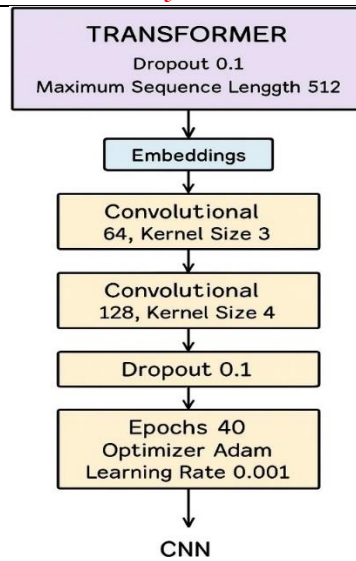 TRANSFORMER
Dropout 0.1
Maximum Sequence Lenggth 512
Embeddings
Convolutional
64, Kernel Size 3
Convolutional
128, Kernel Size 4
Dropout 0.1
Epochs 40
Optimizer Adam
Learning Rate 0.001
CNN